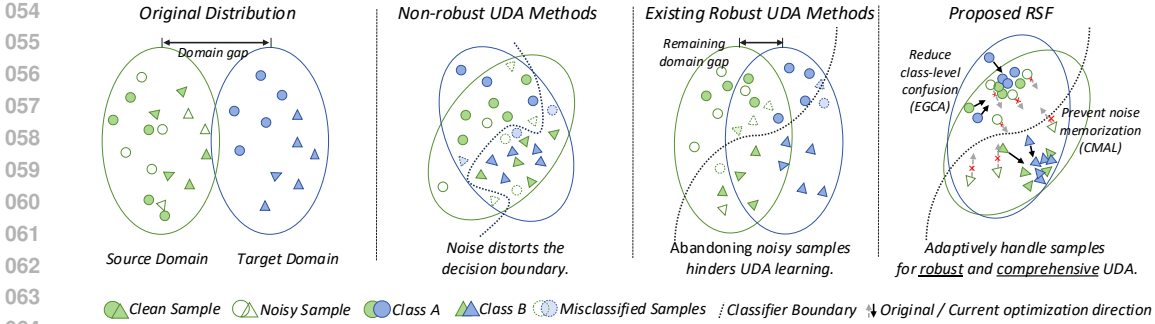 054
055
056
057
058
059
060
061
062
063
Original Distribution
Domain gap
Source Domain
Target Domain
Non-robust UDA Methods
Noise distorts the
decision boundary.
Existing Robust UDA Methods
Remaining
domain gap
Abandoning noisy samples
hinders UDA learning.
Proposed RSF
Reduce
class-level
confusion
(EGCA)
Prevent noise
memorization
(CMAL)
Adaptively handle samples
for robust and comprehensive UDA.
Clean Sample
Noisy Sample
Class A
Class B
Misclassified Samples
Classifier Boundary
Original / Current optimization direction